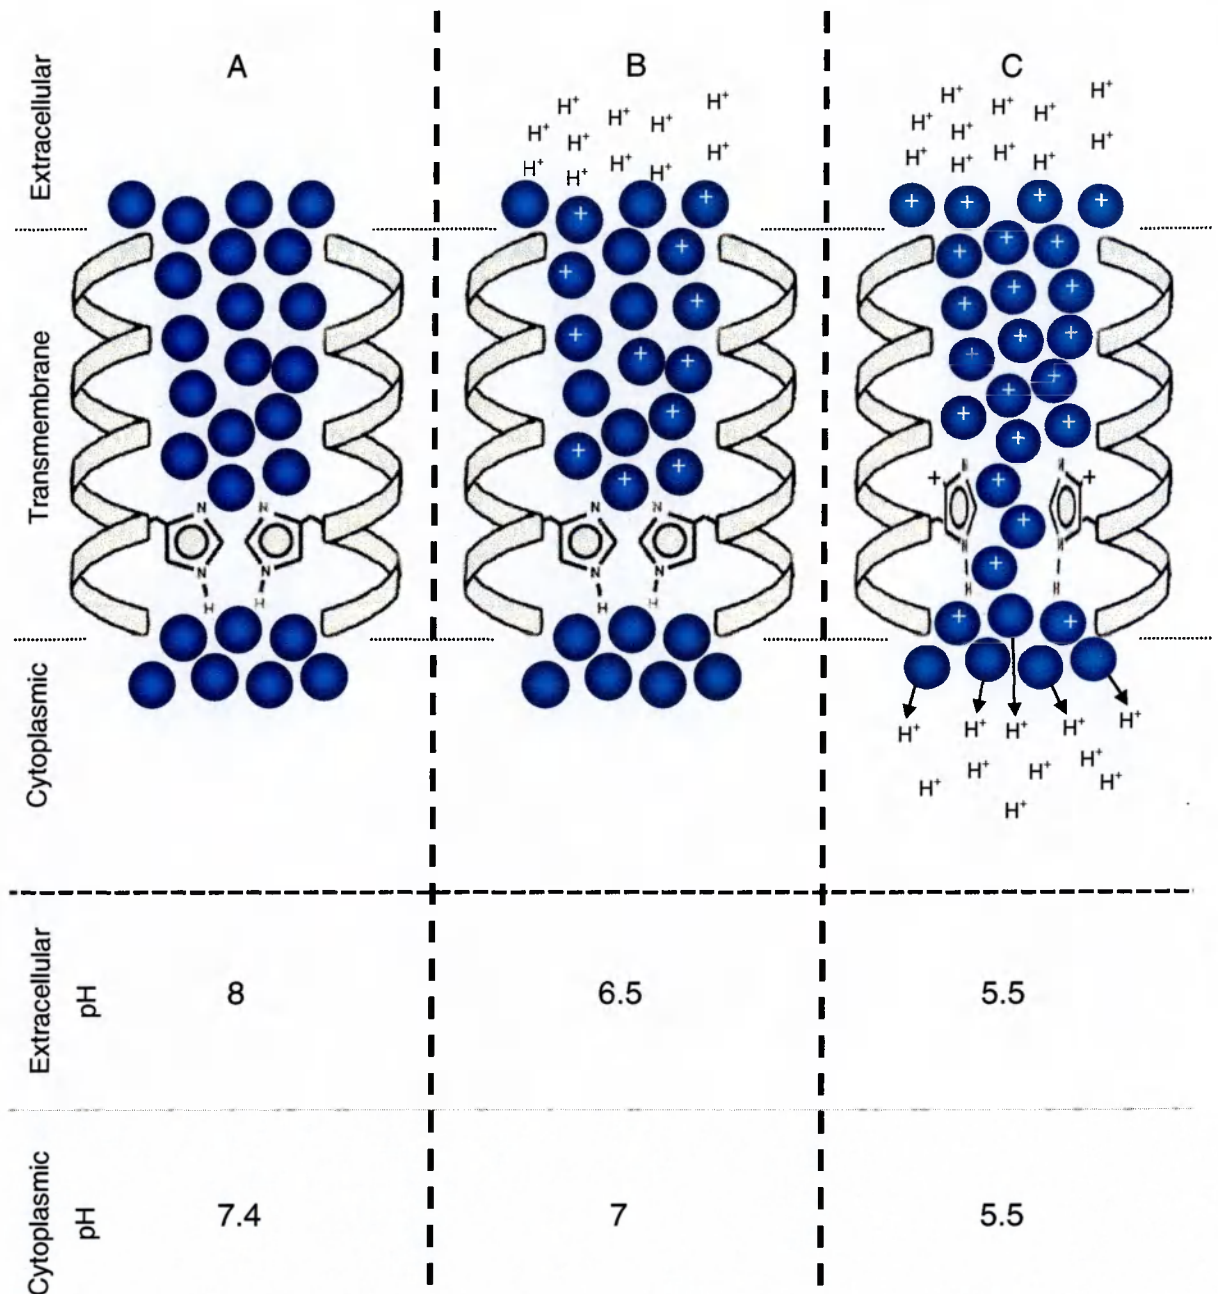 A
B
C
Extracellular
H⁺ H⁺ H⁺ H⁺ H⁺ H⁺ H⁺ H⁺ H⁺ H⁺ H⁺ H⁺
H⁺ H⁺ H⁺ H⁺ H⁺ H⁺ H⁺ H⁺ H⁺ H⁺ H⁺ H⁺
+ +
+ + + +
Transmembrane
+ + + + + + + + + +
+ + + + + + + + + + + + + + + + + + +
N N
N N
H H
N N
N N
H H
+ +
N N
N N
H H
Cytoplasmic
H⁺ H⁺ H⁺ H⁺ H⁺
H⁺ H⁺ H⁺ H⁺ H⁺ H⁺
Extracellular
pH
8
6.5
5.5
Cytoplasmic
pH
7.4
7
5.5